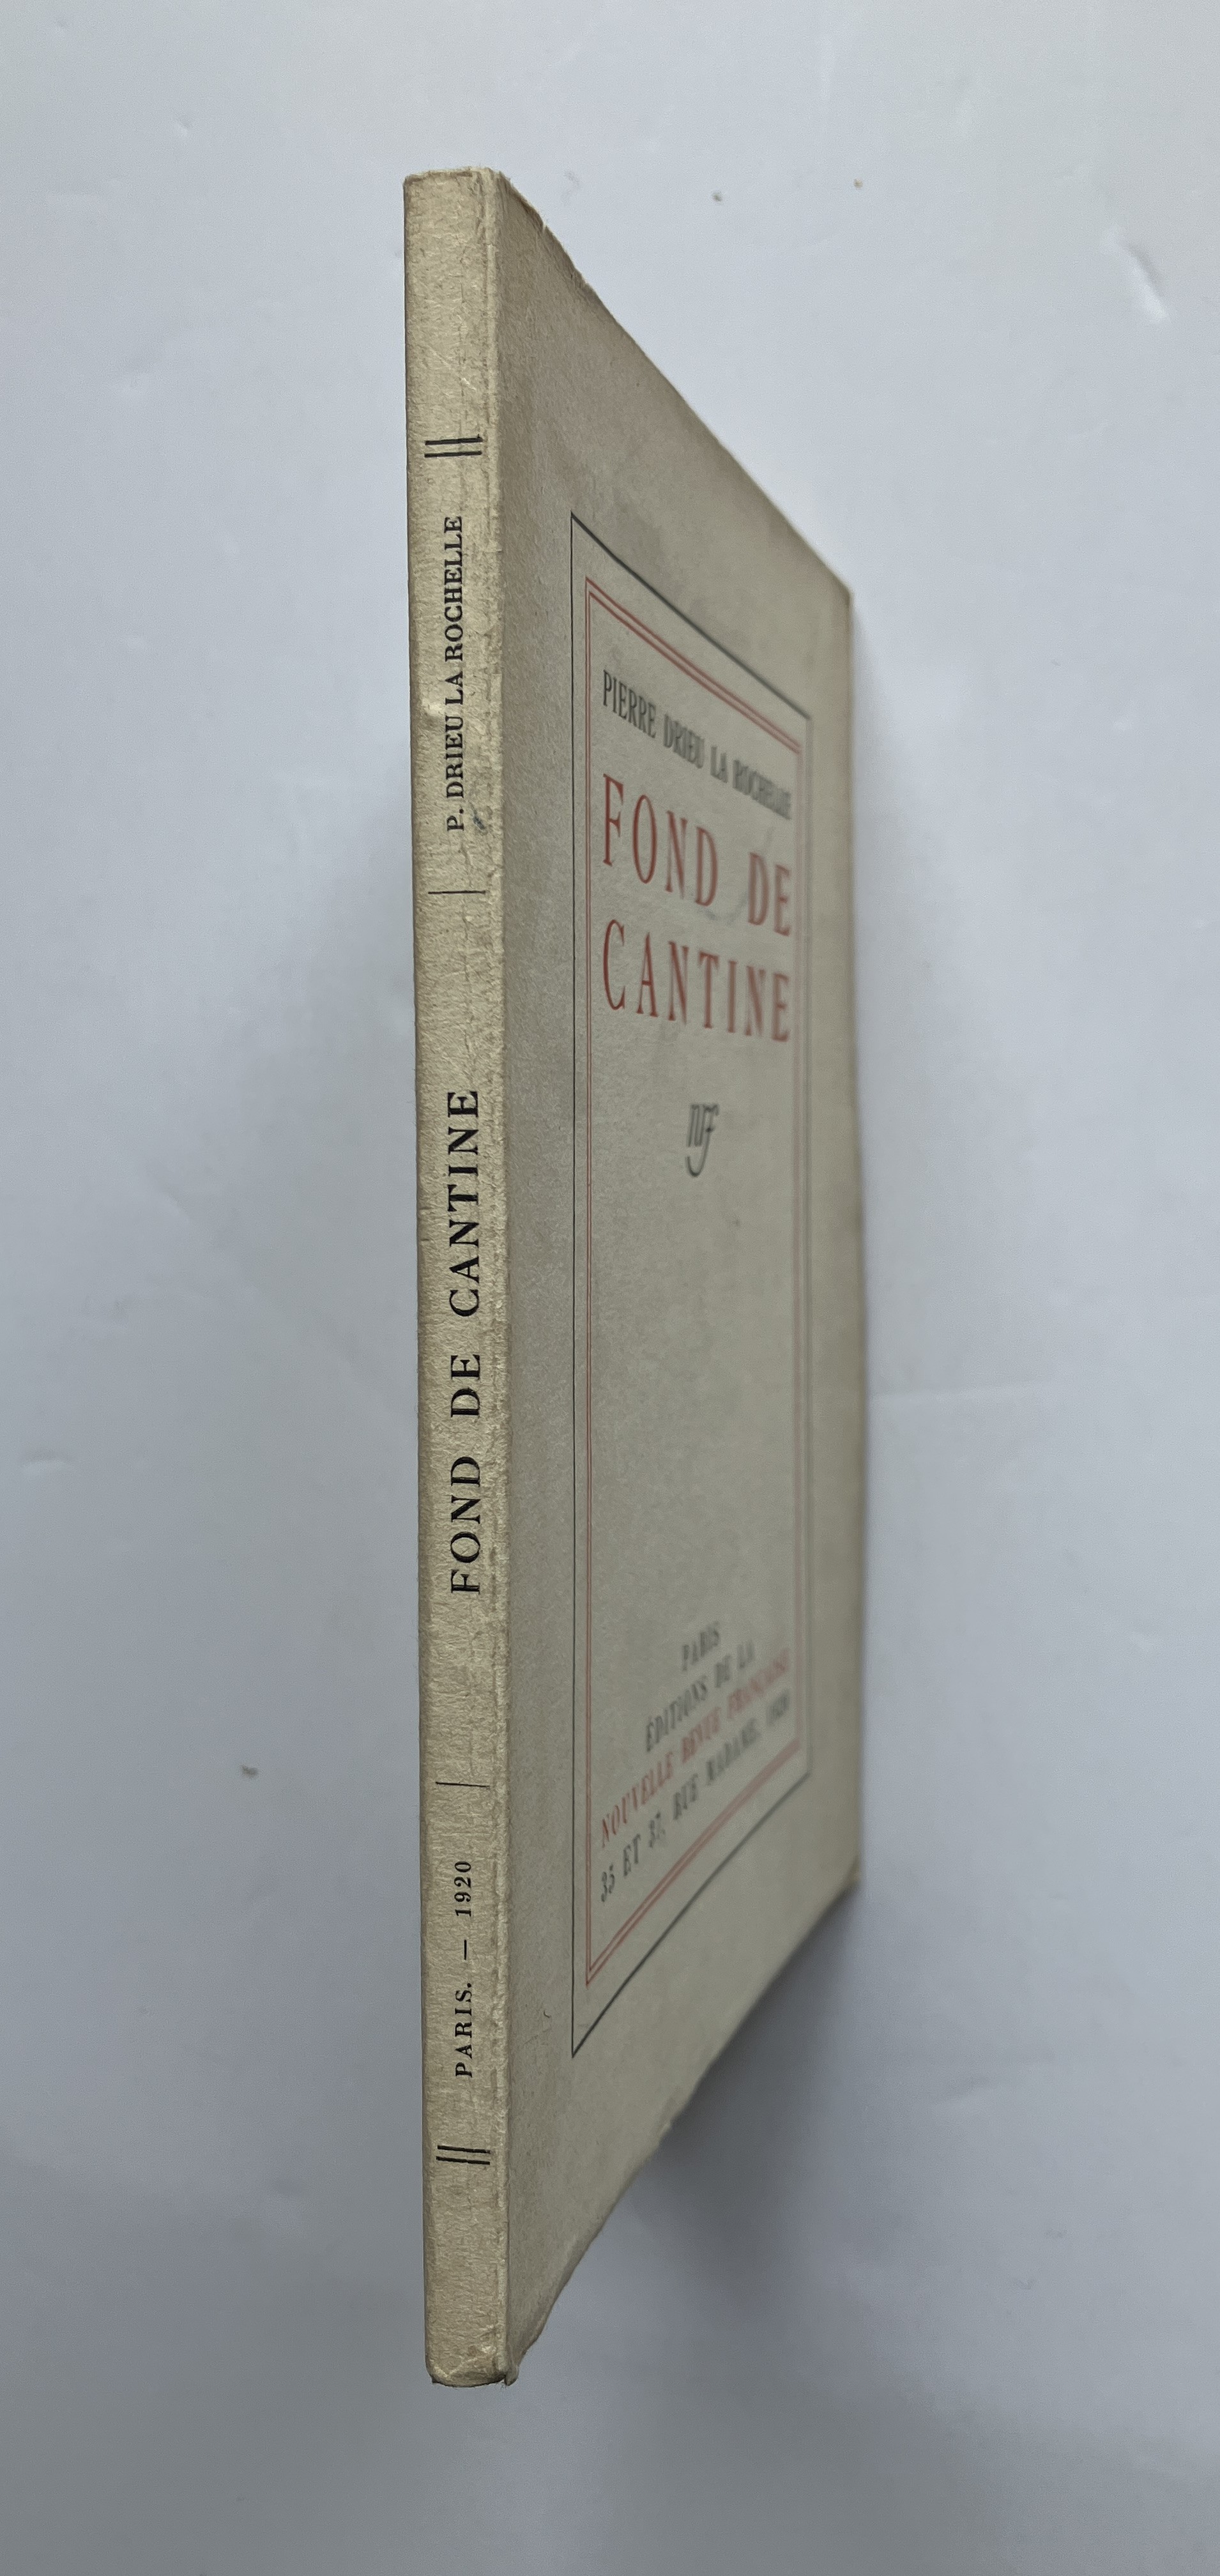 P. DRIEU LA ROCHELLE
FOND DE CANTINE
PARIS. — 1920
PIERRE DRIEU LA ROCHELLE
FOND DE
CANTINE
nrf
PARIS
ÉDITIONS DE LA
NOUVELLE REVUE FRANÇAISE
35 ET 37, RUE MADAME. 1920